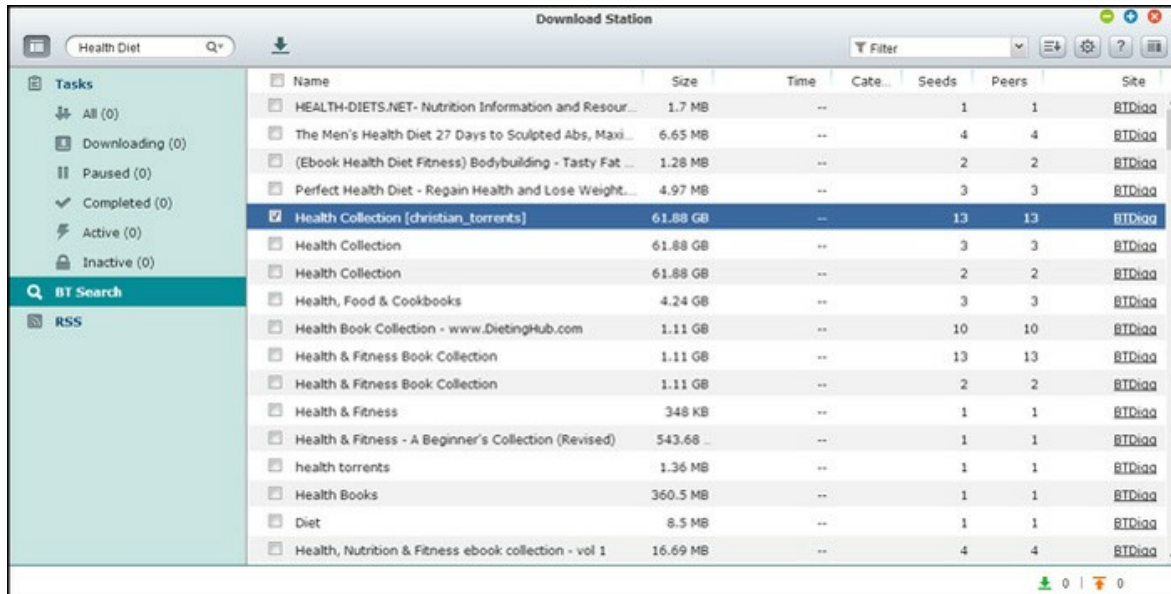 Download Station
Health Diet
Filter
?
Tasks
All (0)
Downloading (0)
Paused (0)
Completed (0)
Active (0)
Inactive (0)
BT Search
RSS
Name Size Time Cate... Seeds Peers Site
HEALTH-DIETS.NET- Nutrition Information and Resour... 1.7 MB -- 1 1 BTDigg
The Men's Health Diet 27 Days to Sculpted Abs, Maxi... 6.65 MB -- 4 4 BTDigg
(Ebook Health Diet Fitness) Bodybuilding - Tasty Fat ... 1.28 MB -- 2 2 BTDigg
Perfect Health Diet - Regain Health and Lose Weight.... 4.97 MB -- 3 3 BTDigg
Health Collection [christian_torrents] 61.88 GB -- 13 13 BTDigg
Health Collection 61.88 GB -- 3 3 BTDigg
Health Collection 61.88 GB -- 2 2 BTDigg
Health, Food & Cookbooks 4.24 GB -- 3 3 BTDigg
Health Book Collection - www.DietingHub.com 1.11 GB -- 10 10 BTDigg
Health & Fitness Book Collection 1.11 GB -- 13 13 BTDigg
Health & Fitness Book Collection 1.11 GB -- 2 2 BTDigg
Health & Fitness 348 KB -- 1 1 BTDigg
Health & Fitness - A Beginner's Collection (Revised) 543.68 ... -- 1 1 BTDigg
health torrents 1.36 MB -- 1 1 BTDigg
Health Books 360.5 MB -- 1 1 BTDigg
Diet 8.5 MB -- 1 1 BTDigg
Health, Nutrition & Fitness ebook collection - vol 1 16.69 MB -- 4 4 BTDigg
0 | 0